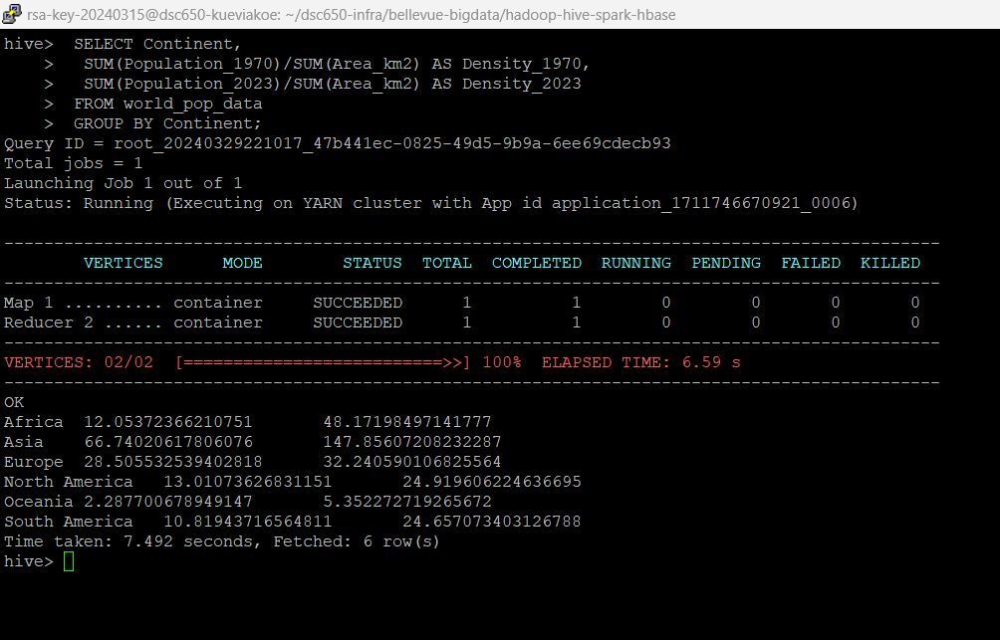 rsa-key-20240315@dsc650-kueviakoe: ~/dsc650-infra/bellevue-bigdata/hadoop-hive-spark-hbase
hive>  SELECT Continent,
    >   SUM(Population_1970)/SUM(Area_km2) AS Density_1970,
    >   SUM(Population_2023)/SUM(Area_km2) AS Density_2023
    >  FROM world_pop_data
    >  GROUP BY Continent;
Query ID = root_20240329221017_47b441ec-0825-49d5-9b9a-6ee69cdecb93
Total jobs = 1
Launching Job 1 out of 1
Status: Running (Executing on YARN cluster with App id application_1711746670921_0006)
----------------------------------------------------------------------------------------------
        VERTICES      MODE        STATUS  TOTAL  COMPLETED  RUNNING  PENDING  FAILED  KILLED
----------------------------------------------------------------------------------------------
Map 1 .......... container     SUCCEEDED      1          1        0        0       0       0
Reducer 2 ...... container     SUCCEEDED      1          1        0        0       0       0
----------------------------------------------------------------------------------------------
VERTICES: 02/02  [==========================>>] 100%  ELAPSED TIME: 6.59 s
----------------------------------------------------------------------------------------------
OK
Africa  12.05372366210751       48.17198497141777
Asia    66.74020617806076       147.85607208232287
Europe  28.505532539402818      32.240590106825564
North America   13.01073626831151       24.919606224636695
Oceania 2.287700678949147       5.352272719265672
South America   10.81943716564811       24.657073403126788
Time taken: 7.492 seconds, Fetched: 6 row(s)
hive>